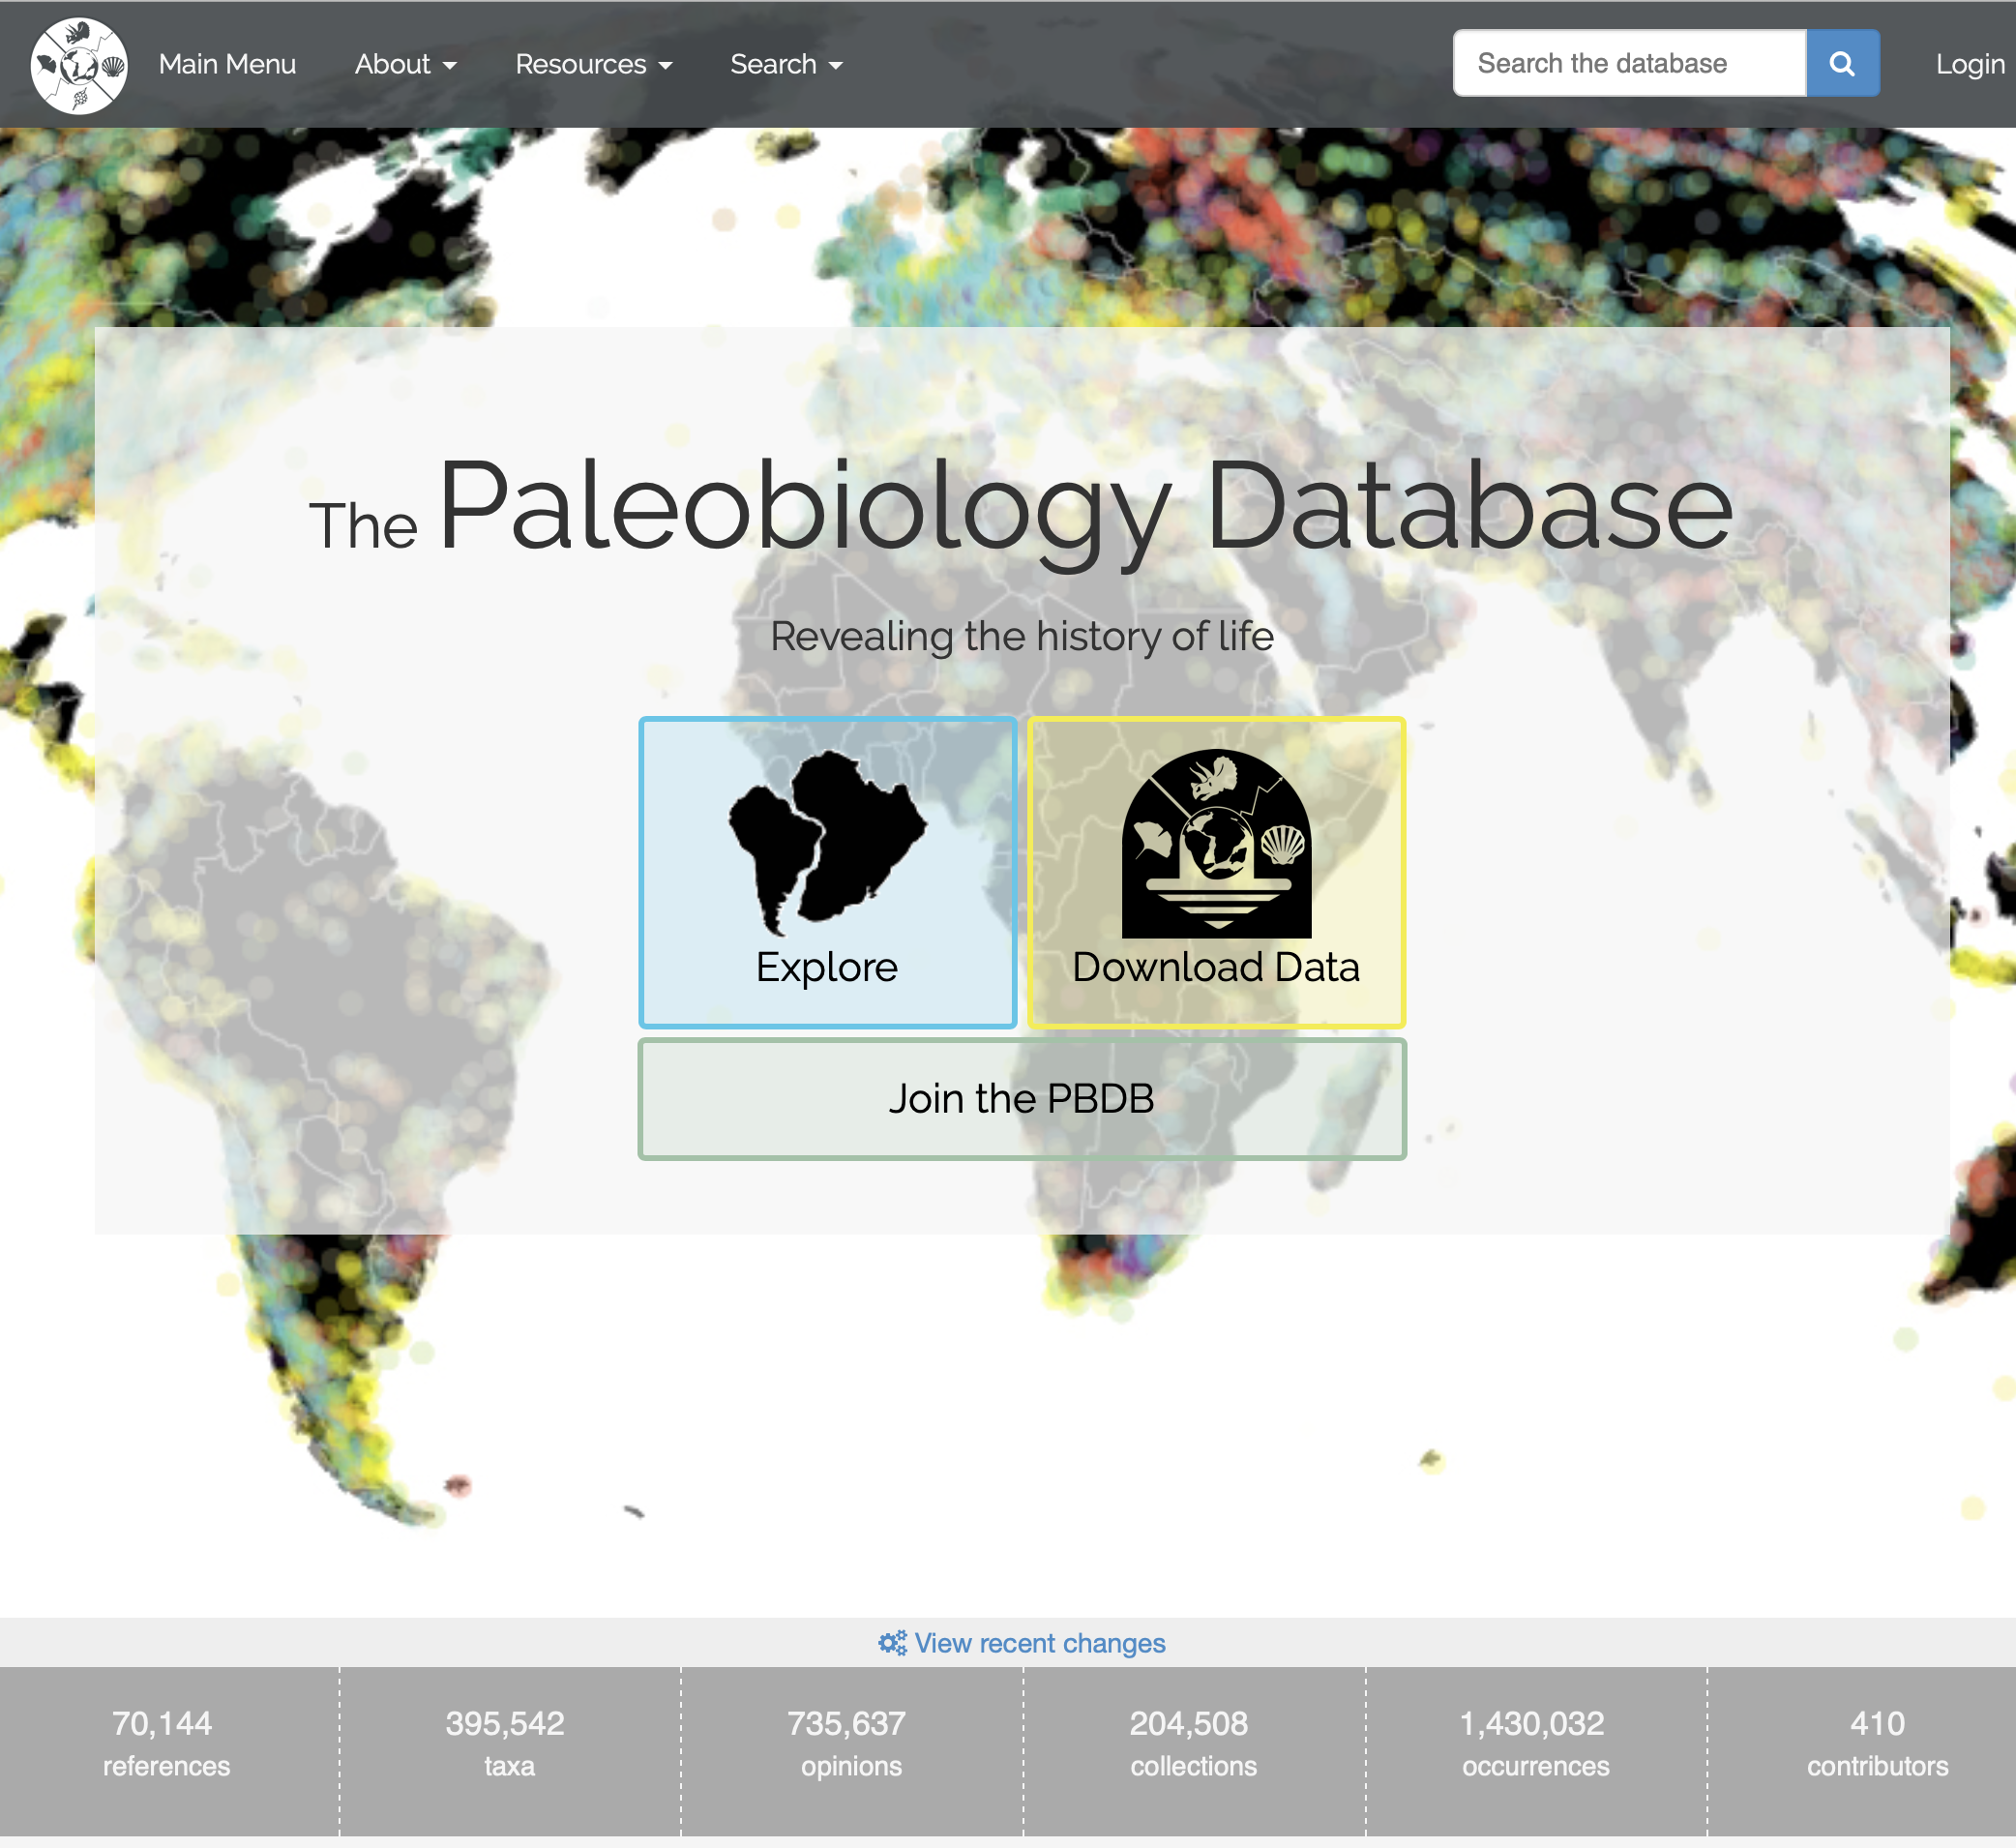 Main Menu About Resources Search Search the database Login
The Paleobiology Database
Revealing the history of life
Explore Download Data
Join the PBDB
View recent changes
70,144 395,542 735,637 204,508 1,430,032 410
references taxa opinions collections occurrences contributors